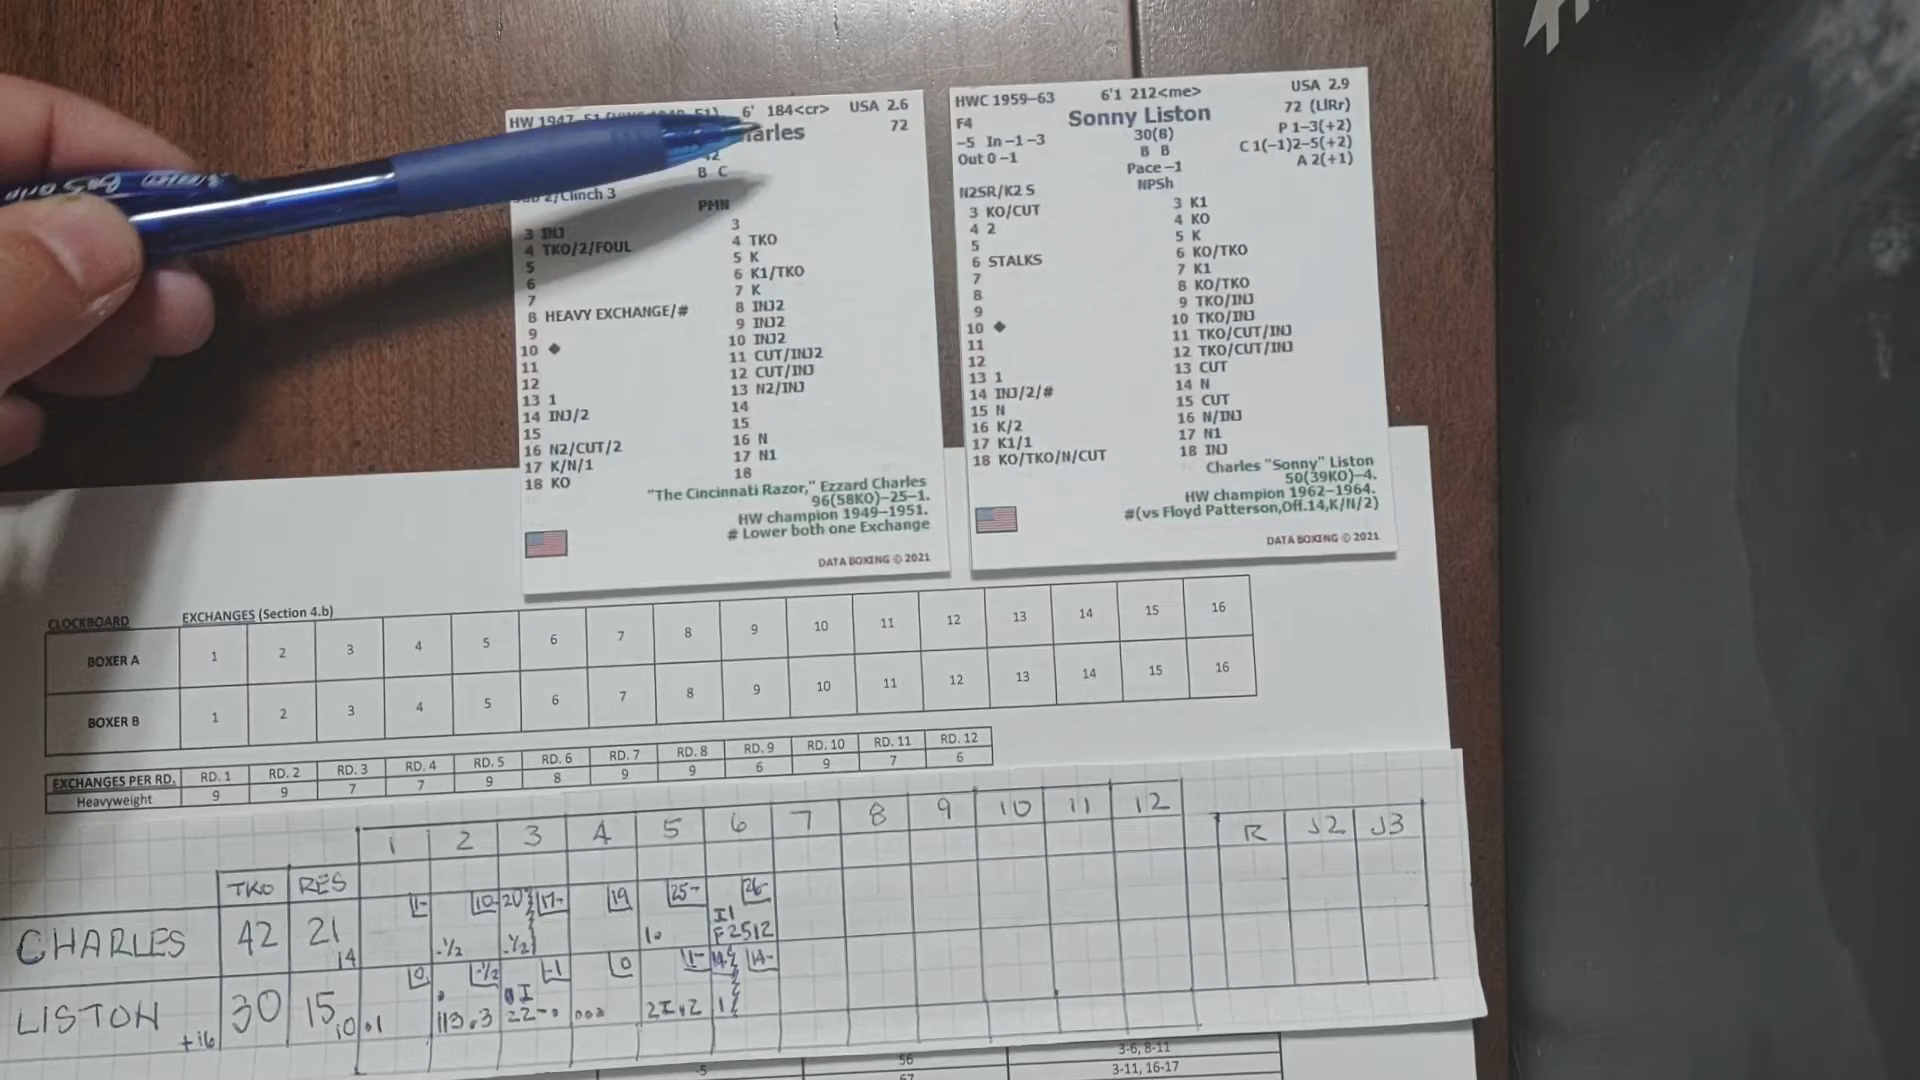 HW 1947-51
6' 184<cr>
USA 2.6
72
B C
Clinch 3
PMN
3 INJ
4 TKO/2/FOUL
5
6
7
8 HEAVY EXCHANGE/#
9
10 ◆
11
12
13 1
14 INJ/2
15
16 N2/CUT/2
17 K/N/1
18 KO
3
4 TKO
5 K
6 K1/TKO
7 K
8 INJ2
9 INJ2
10 INJ2
11 CUT/INJ2
12 CUT/INJ
13 N2/INJ
14
15
16 N
17 N1
18
"The Cincinnati Razor," Ezzard Charles
96(58KO)-25-1.
HW champion 1949-1951.
# Lower both one Exchange
DATA BOXING © 2021
HWC 1959-63
6'1 212<me>
USA 2.9
F4
Sonny Liston
72 (LlRr)
-5 In -1 -3
30(8)
P 1-3(+2)
Out 0 -1
B B
C 1(-1)2-5(+2)
Pace -1
A 2(+1)
N2SR/K2 S
NPSh
3 KO/CUT
4 2
5
6 STALKS
7
8
9
10 ◆
11
12
13 1
14 INJ/2/#
15 N
16 K/2
17 K1/1
18 KO/TKO/N/CUT
3 K1
4 KO
5 K
6 KO/TKO
7 K1
8 KO/TKO
9 TKO/INJ
10 TKO/INJ
11 TKO/CUT/INJ
12 TKO/CUT/INJ
13 CUT
14 N
15 CUT
16 N/INJ
17 N1
18 INJ
Charles "Sonny" Liston
50(39KO)-4.
HW champion 1962-1964.
#(vs Floyd Patterson,Off.14,K/N/2)
DATA BOXING © 2021
CLOCKBOARD EXCHANGES (Section 4.b)
BOXER A 1 2 3 4 5 6 7 8 9 10 11 12 13 14 15 16
BOXER B 1 2 3 4 5 6 7 8 9 10 11 12 13 14 15 16
EXCHANGES PER RD. RD. 1 RD. 2 RD. 3 RD. 4 RD. 5 RD. 6 RD. 7 RD. 8 RD. 9 RD. 10 RD. 11 RD. 12
Heavyweight 9 9 7 7 9 8 9 9 6 9 7 6
1 2 3 4 5 6 7 8 9 10 11 12
R J2 J3
TKO RES
CHARLES 42 21 14
LISTON +16 30 15 10
-5 56 3-6, 8-11
57 3-11, 16-17